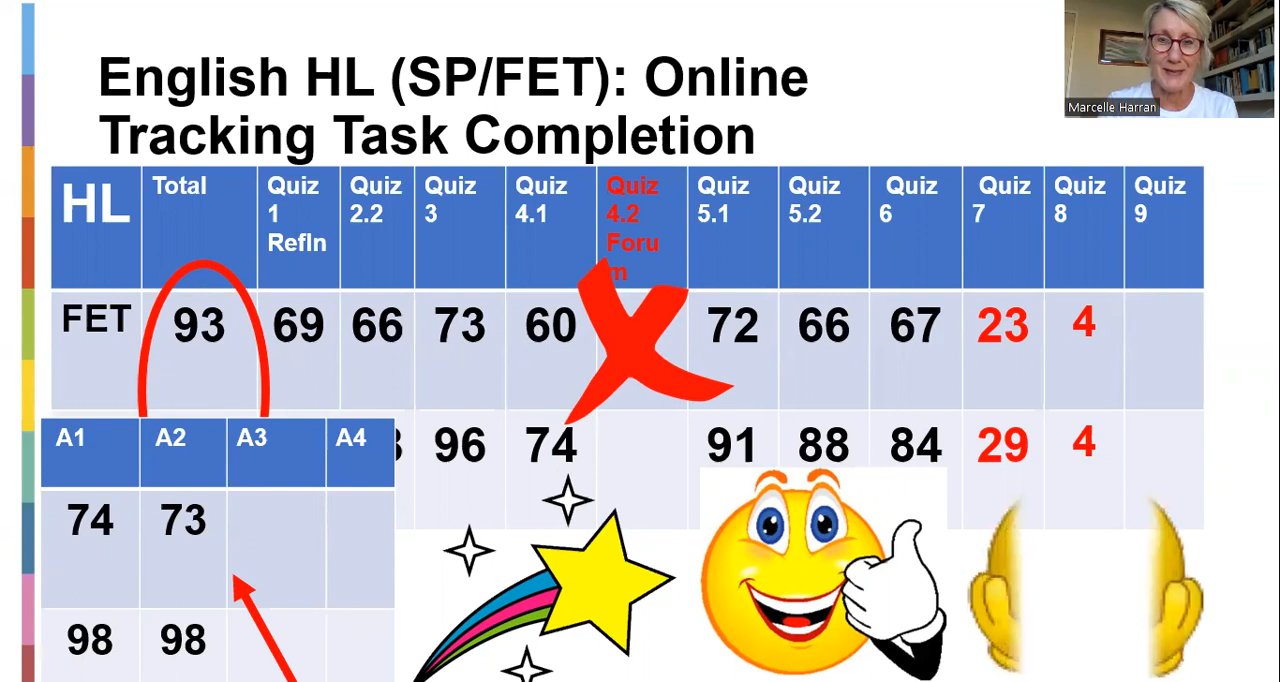 English HL (SP/FET): Online
Tracking Task Completion
Marcelle Harran
HL Total Quiz 1 RefIn Quiz 2.2 Quiz 3 Quiz 4.1 Quiz 4.2 Forum Quiz 5.1 Quiz 5.2 Quiz 6 Quiz 7 Quiz 8 Quiz 9
FET 93 69 66 73 60 72 66 67 23 4
96 74 91 88 84 29 4
A1 A2 A3 A4
74 73
98 98